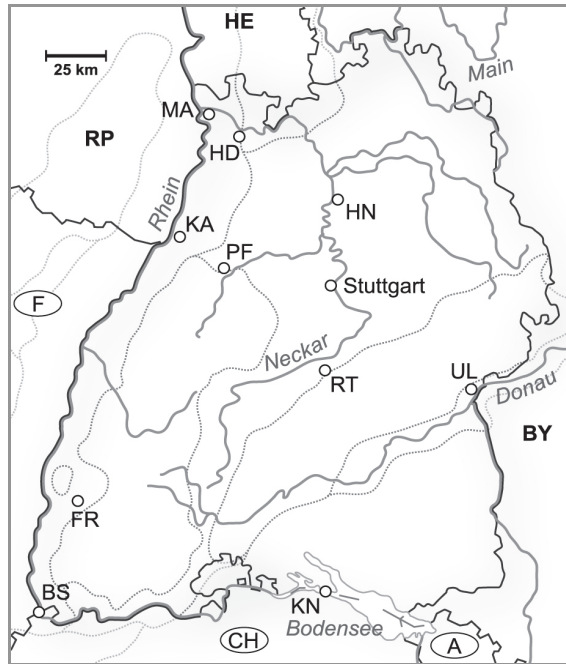 HE
25 km
Main
MA
RP
HD
Rhein
HN
KA
PF
F
Stuttgart
Neckar
RT
UL
Donau
BY
FR
BS
KN
Bodensee
CH
A